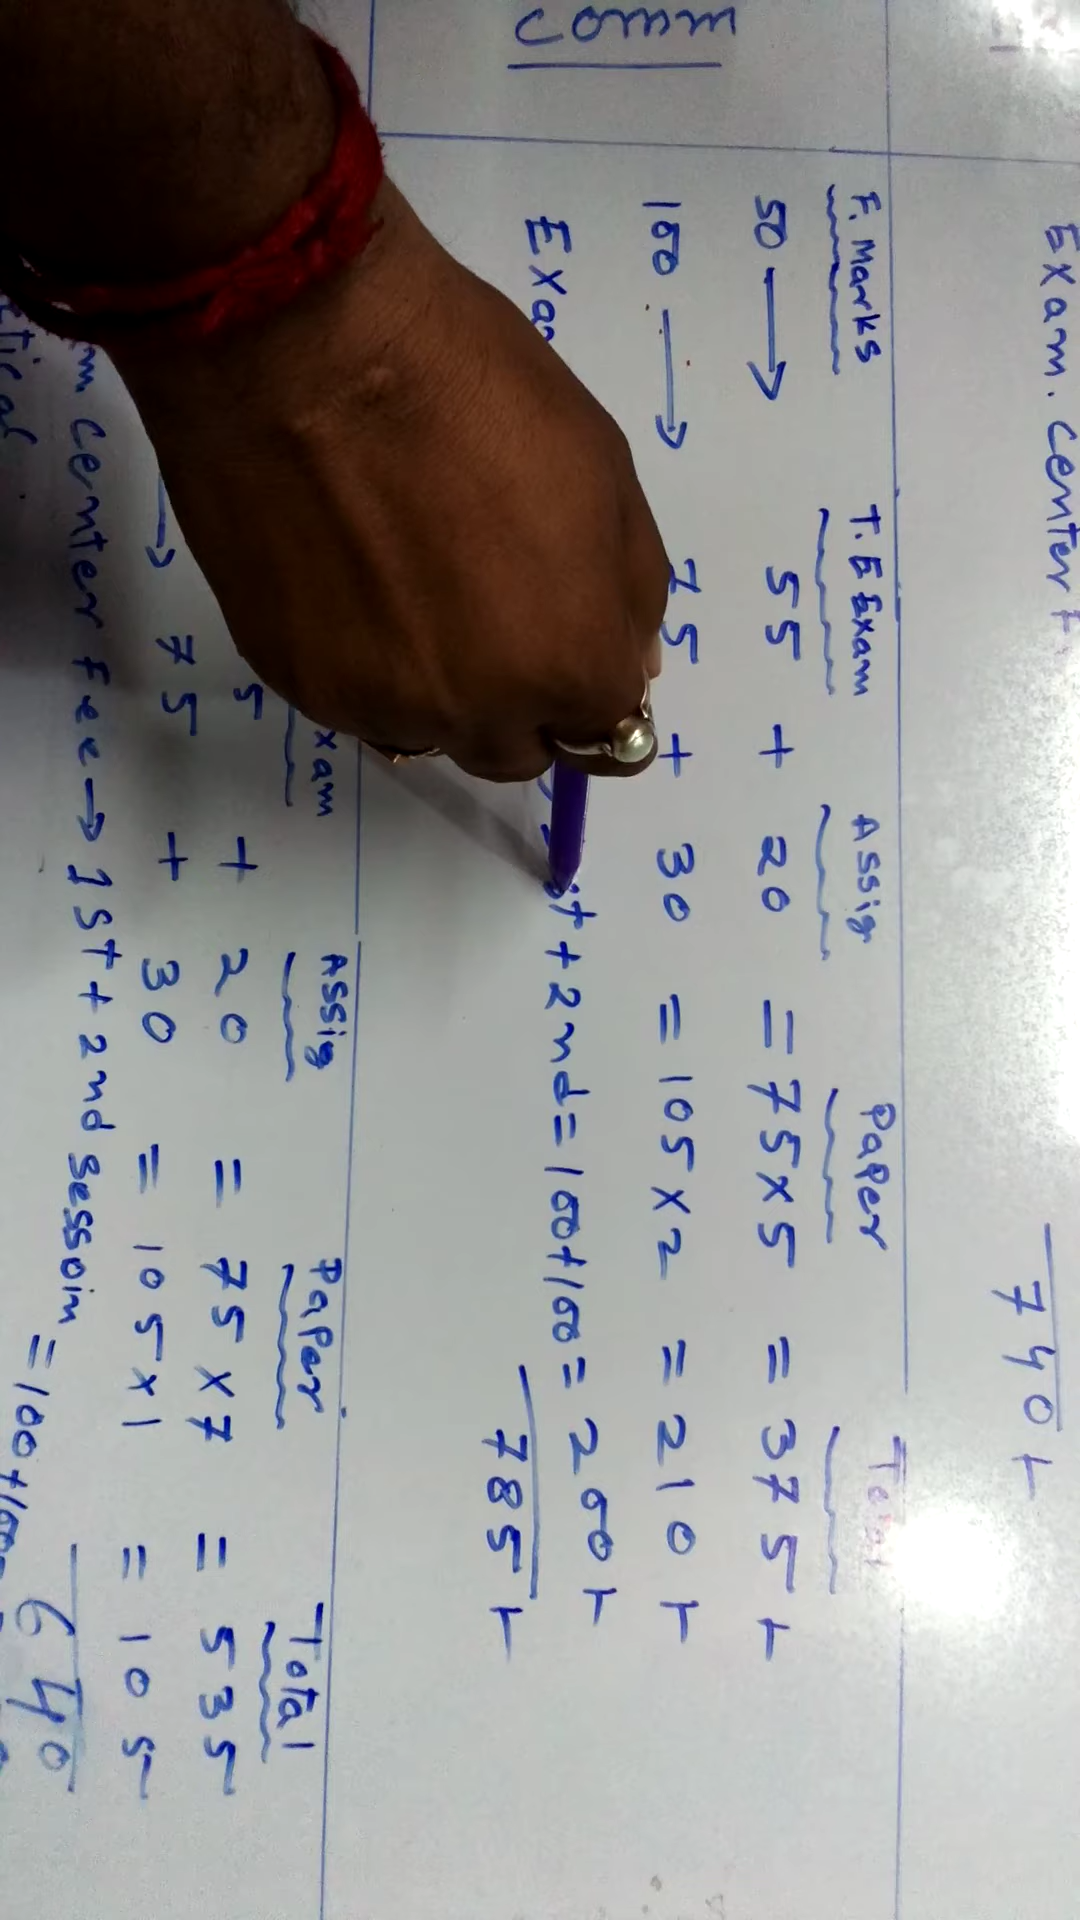 Exam. Center F
740/-
Comm
F. Marks T.E Exam Assig Paper Total
50 → 55 + 20 = 75×5 = 375/-
100 → 75 + 30 = 105×2 = 210/-
Exam st+2nd=100+100=200/-
785/-
xam Assig Paper Total
5 + 20 = 75×7 = 535
→ 75 + 30 = 105×1 = 105
m Center Fee→1st+2nd Sessoin =100+100
640